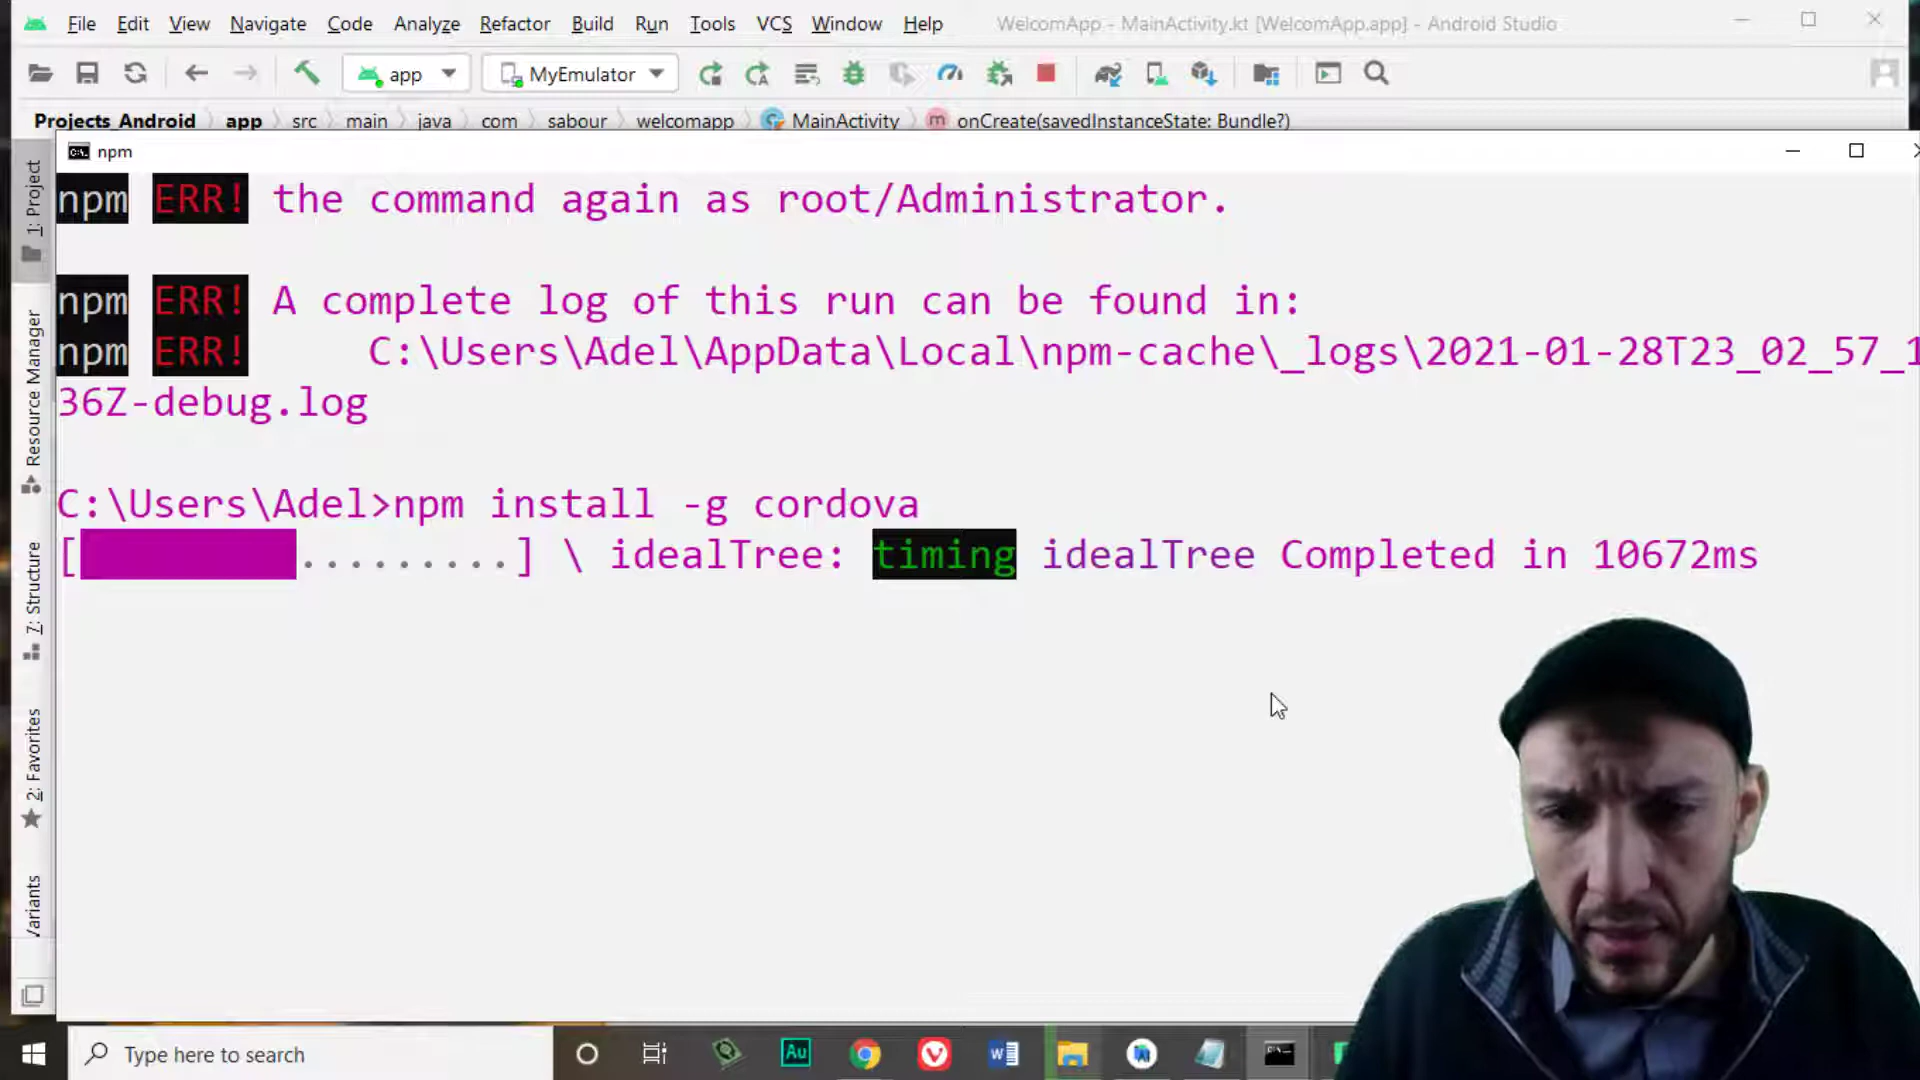 File Edit View Navigate Code Analyze Refactor Build Run Tools VCS Window Help WelcomApp - MainActivity.kt [WelcomApp.app] - Android Studio
app MyEmulator
Projects_Android app src main java com sabour welcomapp MainActivity m onCreate(savedInstanceState: Bundle?)
npm
npm ERR! the command again as root/Administrator.
npm ERR! A complete log of this run can be found in:
npm ERR! C:\Users\Adel\AppData\Local\npm-cache\_logs\2021-01-28T23_02_57_1
36Z-debug.log
C:\Users\Adel>npm install -g cordova
[.........] \ idealTree: timing idealTree Completed in 10672ms
1: Project
Resource Manager
7: Structure
2: Favorites
Type here to search
Au